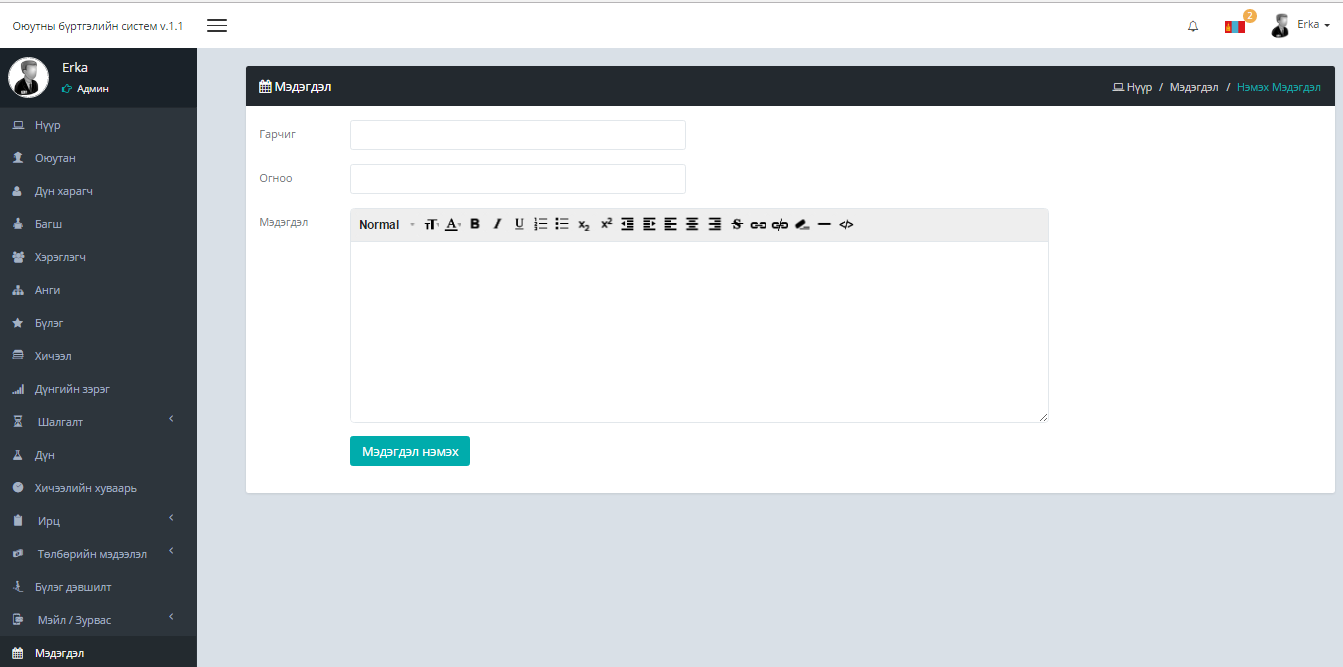 Оюутны бүртгэлийн систем v.1.1
2
Erka
Erka
Админ
Нүүр
Оюутан
Дүн харагч
Багш
Хэрэглэгч
Анги
Бүлэг
Хичээл
Дүнгийн зэрэг
Шалгалт
Дүн
Хичээлийн хуваарь
Ирц
Төлбөрийн мэдээлэл
Бүлэг дэвшилт
Мэйл / Зурвас
Мэдэгдэл
Мэдэгдэл
Нүүр / Мэдэгдэл / Нэмэх Мэдэгдэл
Гарчиг
Огноо
Мэдэгдэл
Normal
Мэдэгдэл нэмэх